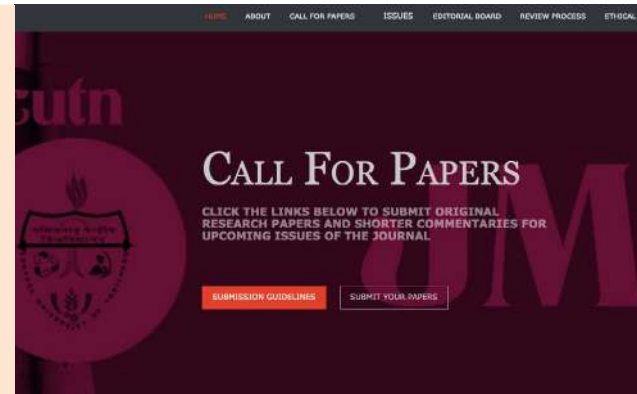 HOME ABOUT CALL FOR PAPERS ISSUES EDITORIAL BOARD REVIEW PROCESS ETHICAL
cutn
CALL FOR PAPERS
CLICK THE LINKS BELOW TO SUBMIT ORIGINAL
RESEARCH PAPERS AND SHORTER COMMENTARIES FOR
UPCOMING ISSUES OF THE JOURNAL
SUBMISSION GUIDELINES SUBMIT YOUR PAPERS